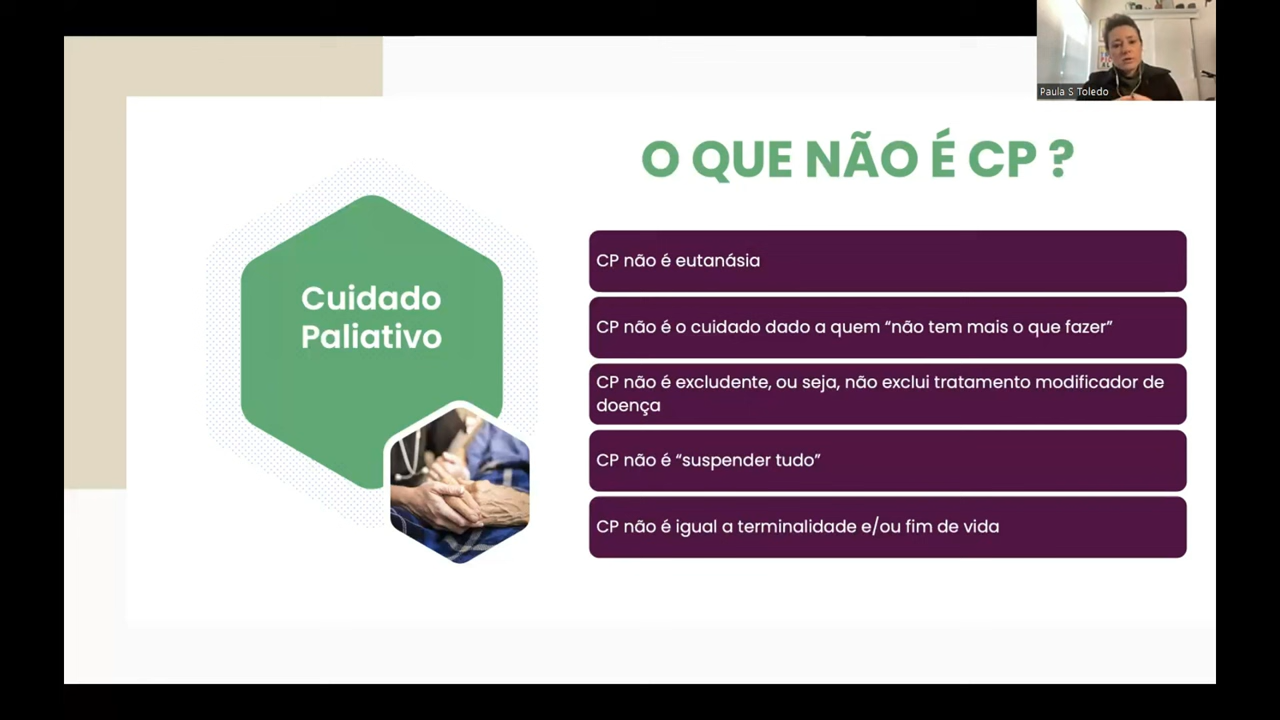 Paula S Toledo
O QUE NÃO É CP ?
Cuidado
Paliativo
CP não é eutanásia
CP não é o cuidado dado a quem “não tem mais o que fazer”
CP não é excludente, ou seja, não exclui tratamento modificador de
doença
CP não é “suspender tudo”
CP não é igual a terminalidade e/ou fim de vida